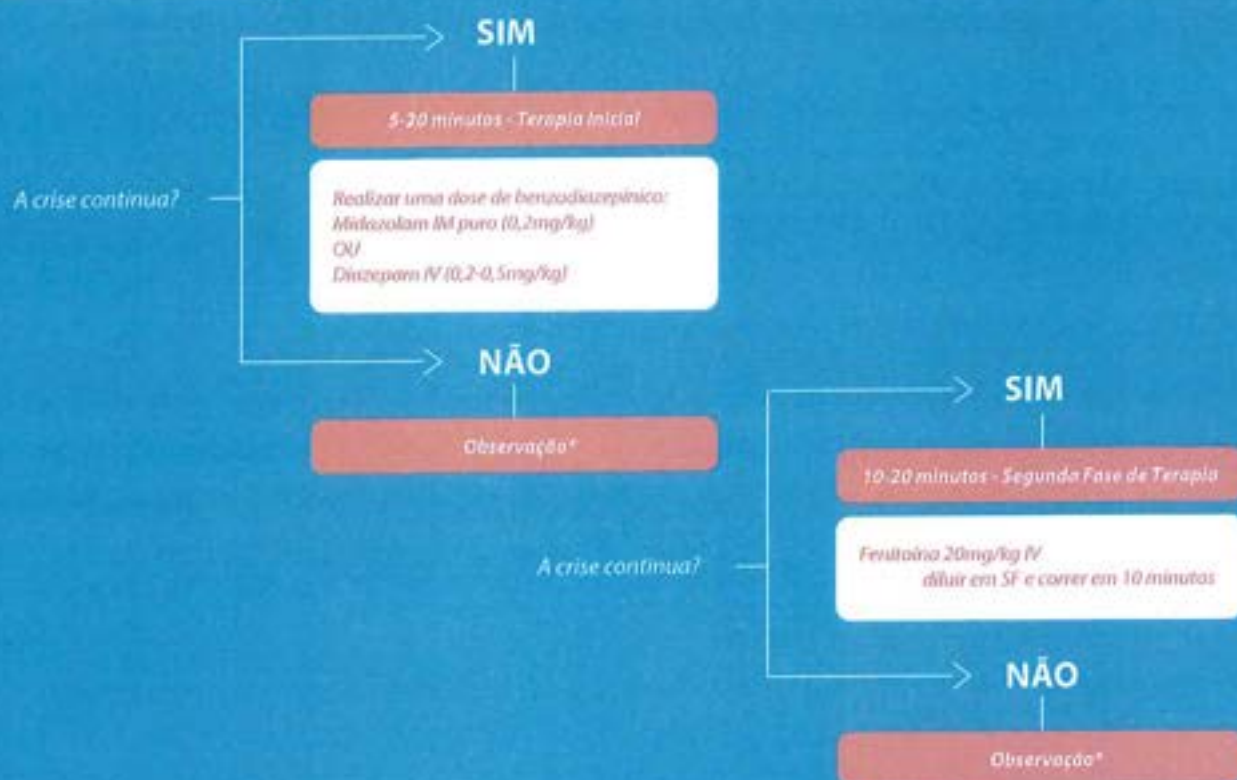 SIM
5-20 minutos - Terapia Inicial
A crise continua?
Realizar uma dose de benzodiazepínico:
Midazolam IM puro (0,2mg/kg)
OU
Diazepam IV (0,2-0,5mg/kg)
NÃO
Observação*
SIM
10-20 minutos - Segunda Fase de Terapia
A crise continua?
Fenitoína 20mg/kg IV
diluir em SF e correr em 10 minutos
NÃO
Observação*